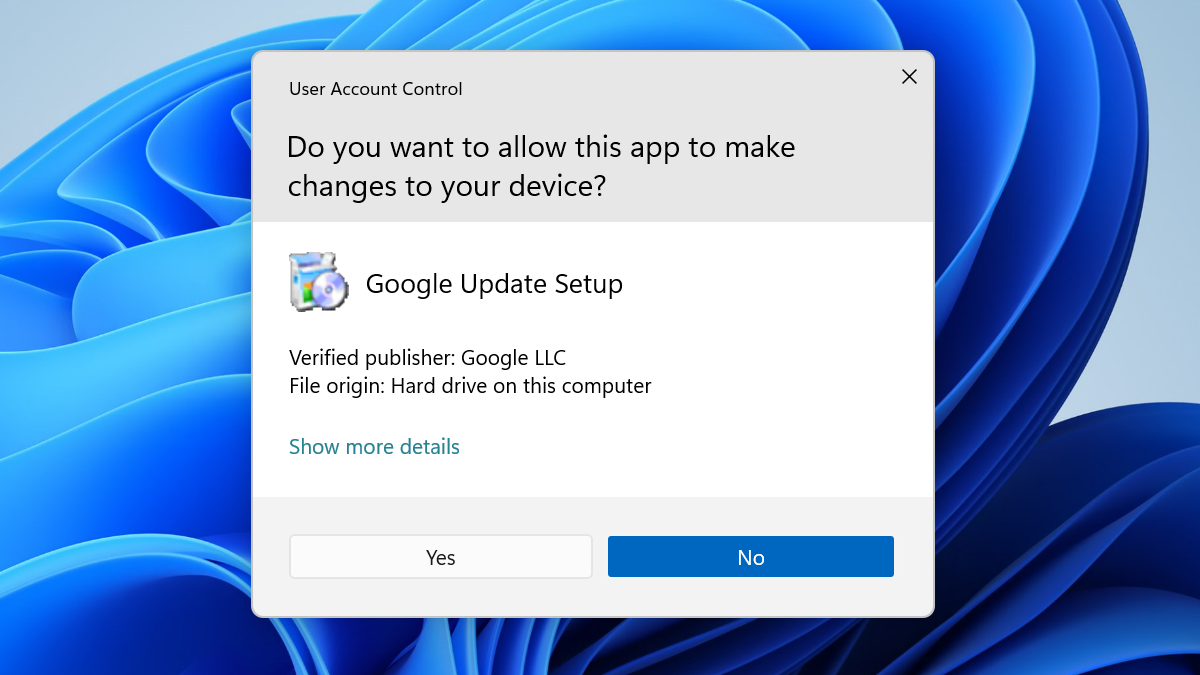 User Account Control
Do you want to allow this app to make
changes to your device?
Google Update Setup
Verified publisher: Google LLC
File origin: Hard drive on this computer
Show more details
Yes
No